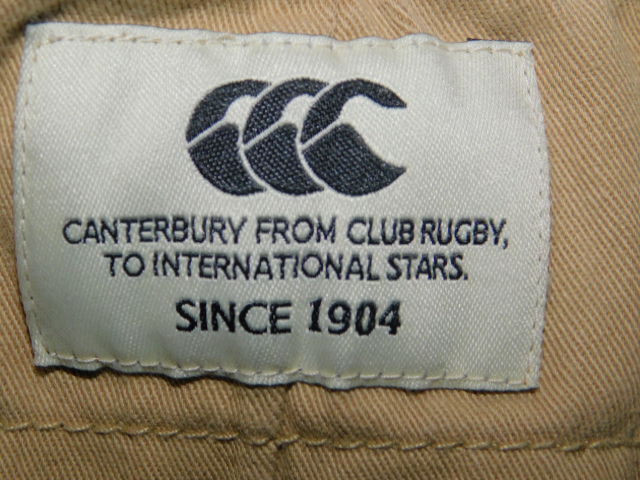 CANTERBURY FROM CLUB RUGBY,
TO INTERNATIONAL STARS.
SINCE 1904